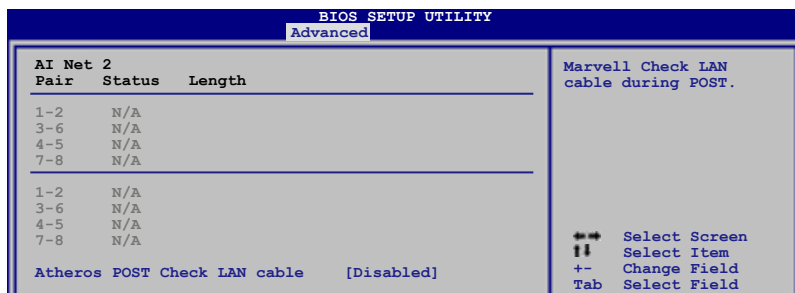 BIOS SETUP UTILITY
Advanced
AI Net 2
Pair Status Length
1-2 N/A
3-6 N/A
4-5 N/A
7-8 N/A
1-2 N/A
3-6 N/A
4-5 N/A
7-8 N/A
Atheros POST Check LAN cable [Disabled]
Marvell Check LAN
cable during POST.
Select Screen
Select Item
+- Change Field
Tab Select Field